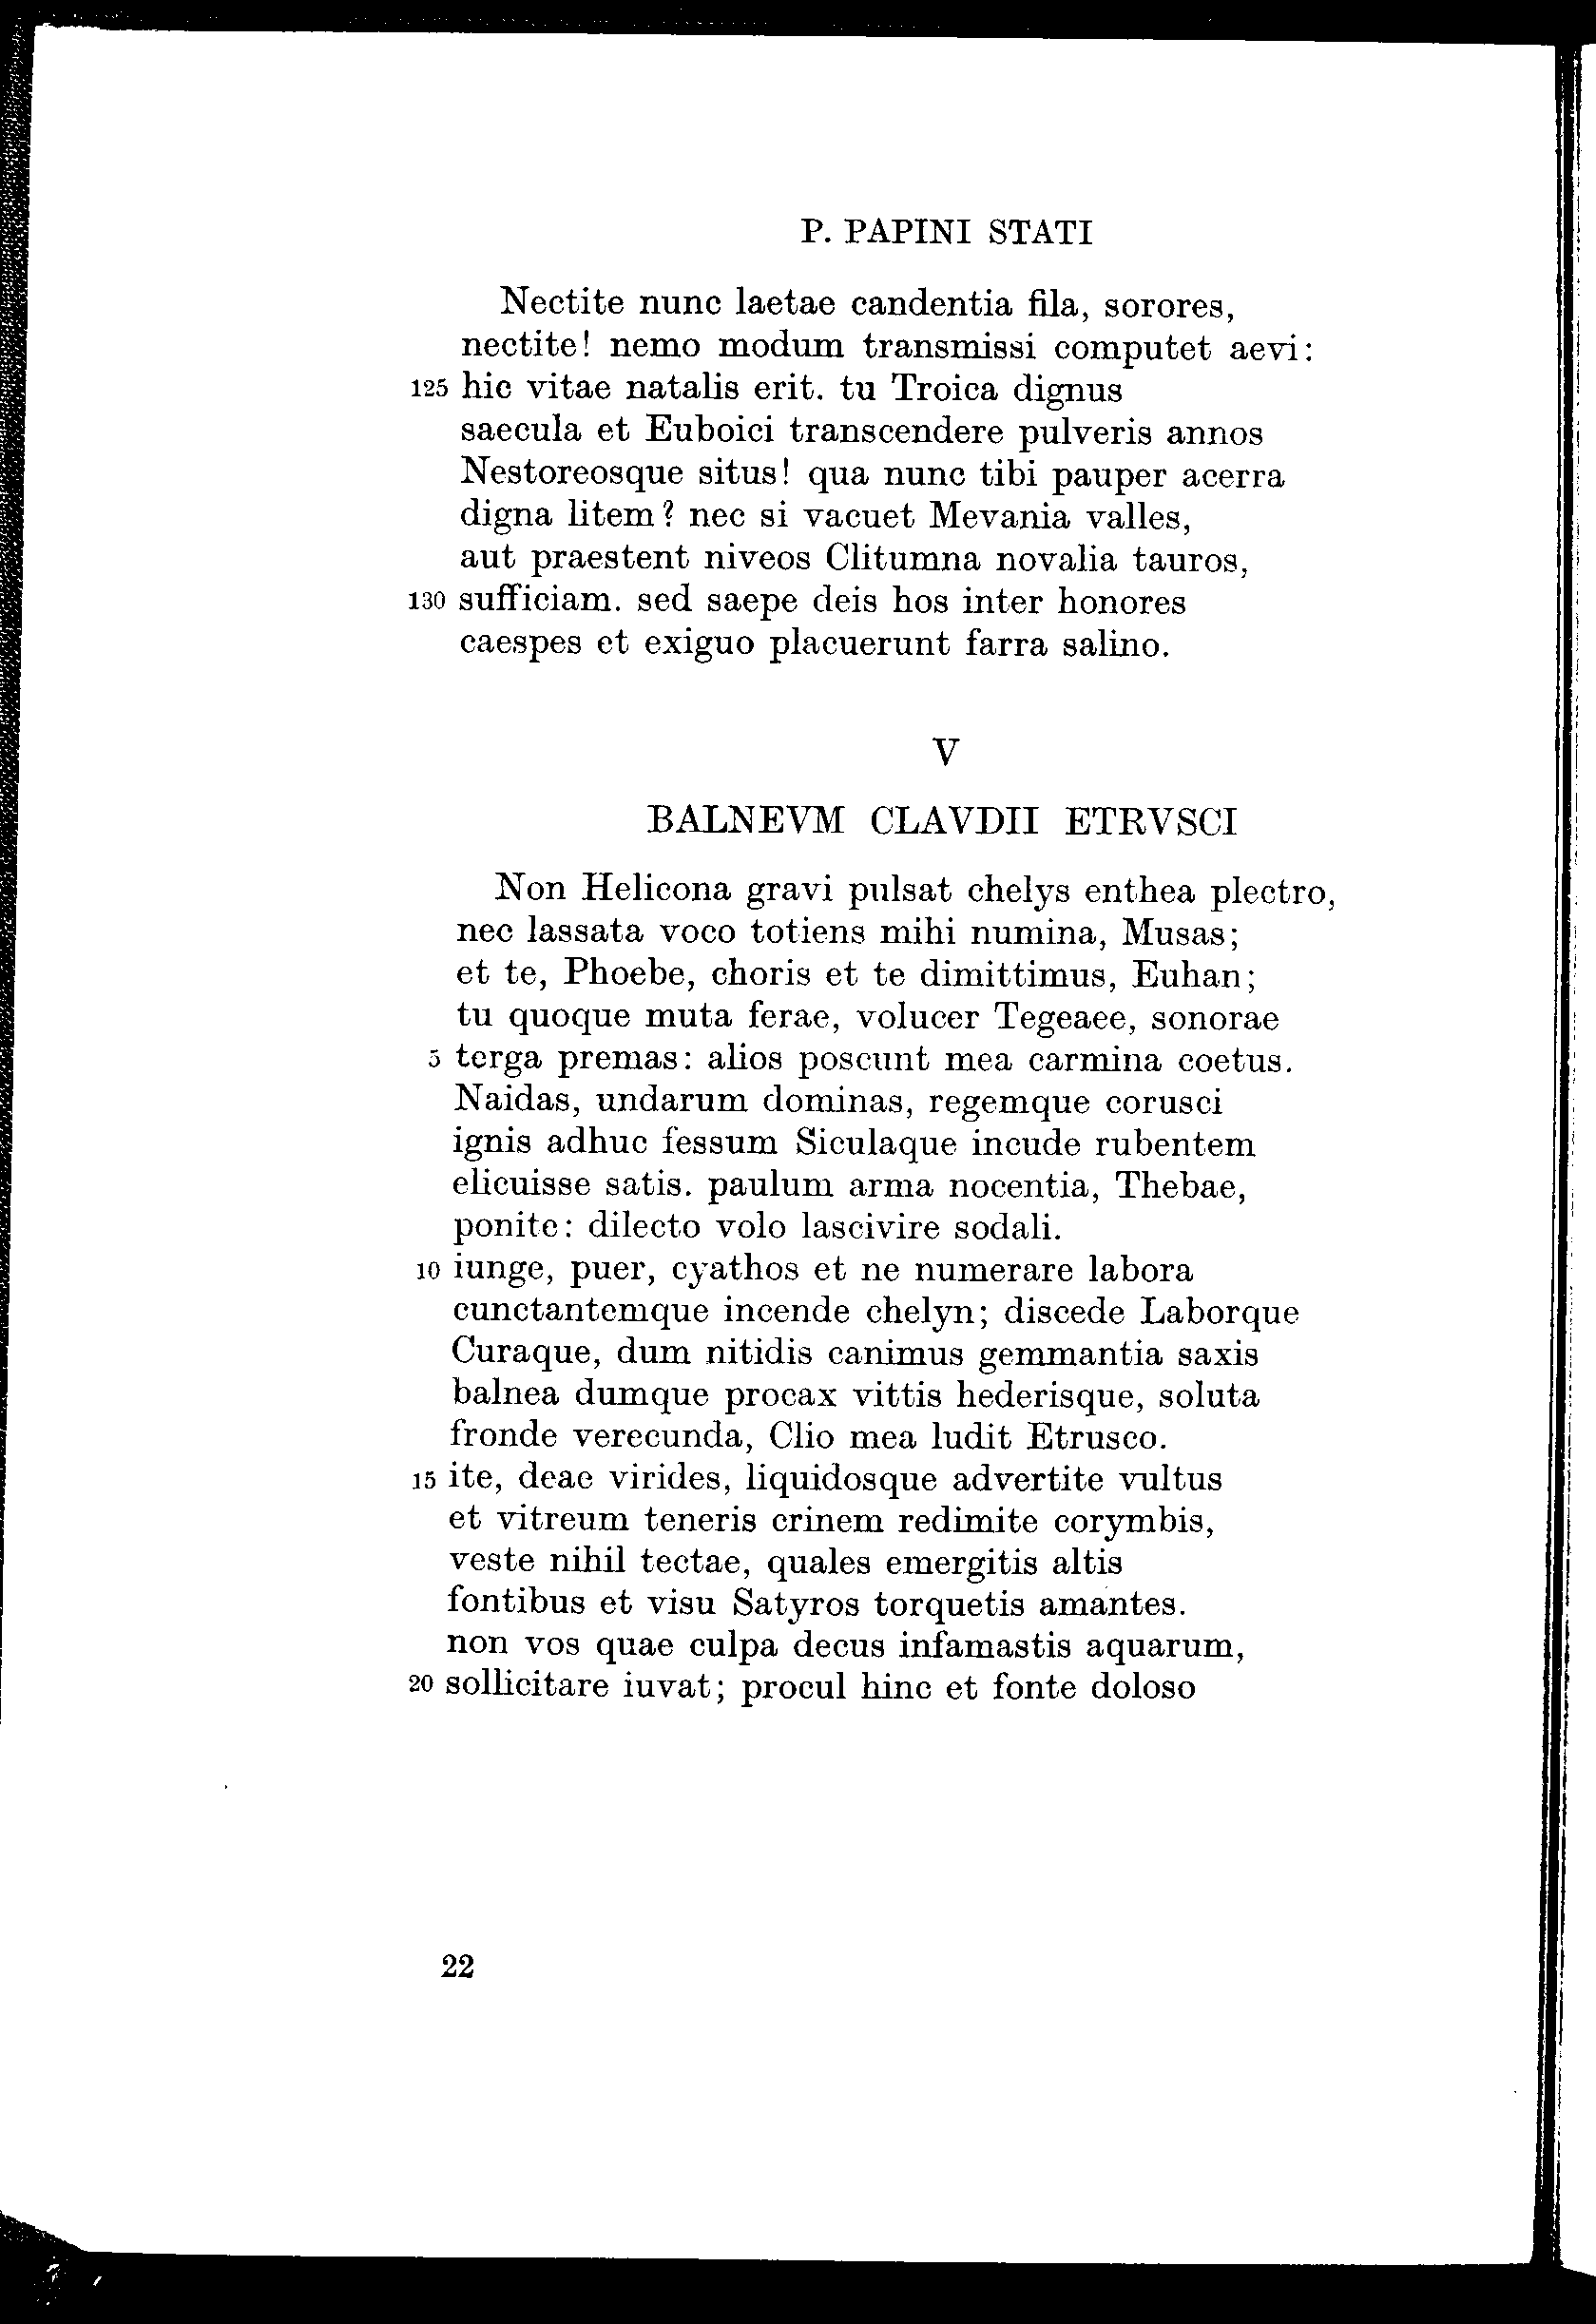 P. PAPINI STATI
Nectite nunc laetae candentia fila, sorores,
nectite! nemo modum transmissi computet aevi:
125 hic vitae natalis erit. tu Troica dignus
saecula et Euboici transcendere pulveris annos
Nestoreosque situs! qua nunc tibi pauper acerra
digna litem? nec si vacuet Mevania valles,
aut praestent niveos Clitumna novalia tauros,
130 sufficiam. sed saepe deis hos inter honores
caespes et exiguo placuerunt farra salino.
V
BALNEVM CLAVDII ETRVSCI
Non Helicona gravi pulsat chelys enthea plectro,
nec lassata voco totiens mihi numina, Musas;
et te, Phoebe, choris et te dimittimus, Euhan;
tu quoque muta ferae, volucer Tegeaee, sonorae
5 terga premas: alios poscunt mea carmina coetus.
Naidas, undarum dominas, regemque corusci
ignis adhuc fessum Siculaque incude rubentem
elicuisse satis. paulum arma nocentia, Thebae,
ponite: dilecto volo lascivire sodali.
10 iunge, puer, cyathos et ne numerare labora
cunctantemque incende chelyn; discede Laborque
Curaque, dum nitidis canimus gemmantia saxis
balnea dumque procax vittis hederisque, soluta
fronde verecunda, Clio mea ludit Etrusco.
15 ite, deae virides, liquidosque advertite vultus
et vitreum teneris crinem redimite corymbis,
veste nihil tectae, quales emergitis altis
fontibus et visu Satyros torquetis amantes.
non vos quae culpa decus infamastis aquarum,
20 sollicitare iuvat; procul hinc et fonte doloso
22